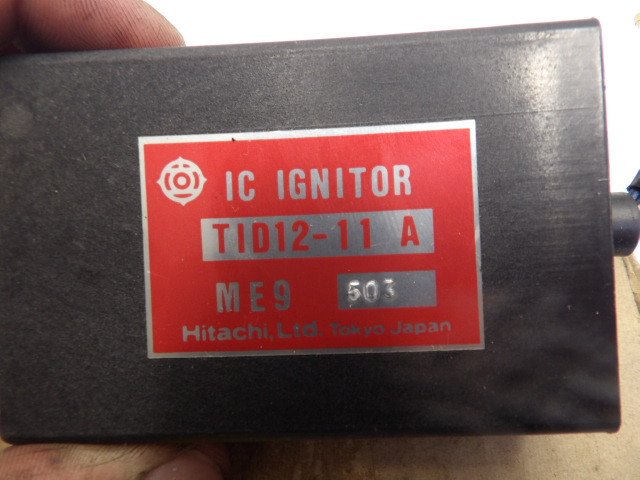 IC IGNITOR
TID12-11 A
ME9 503
Hitachi, Ltd. Tokyo Japan